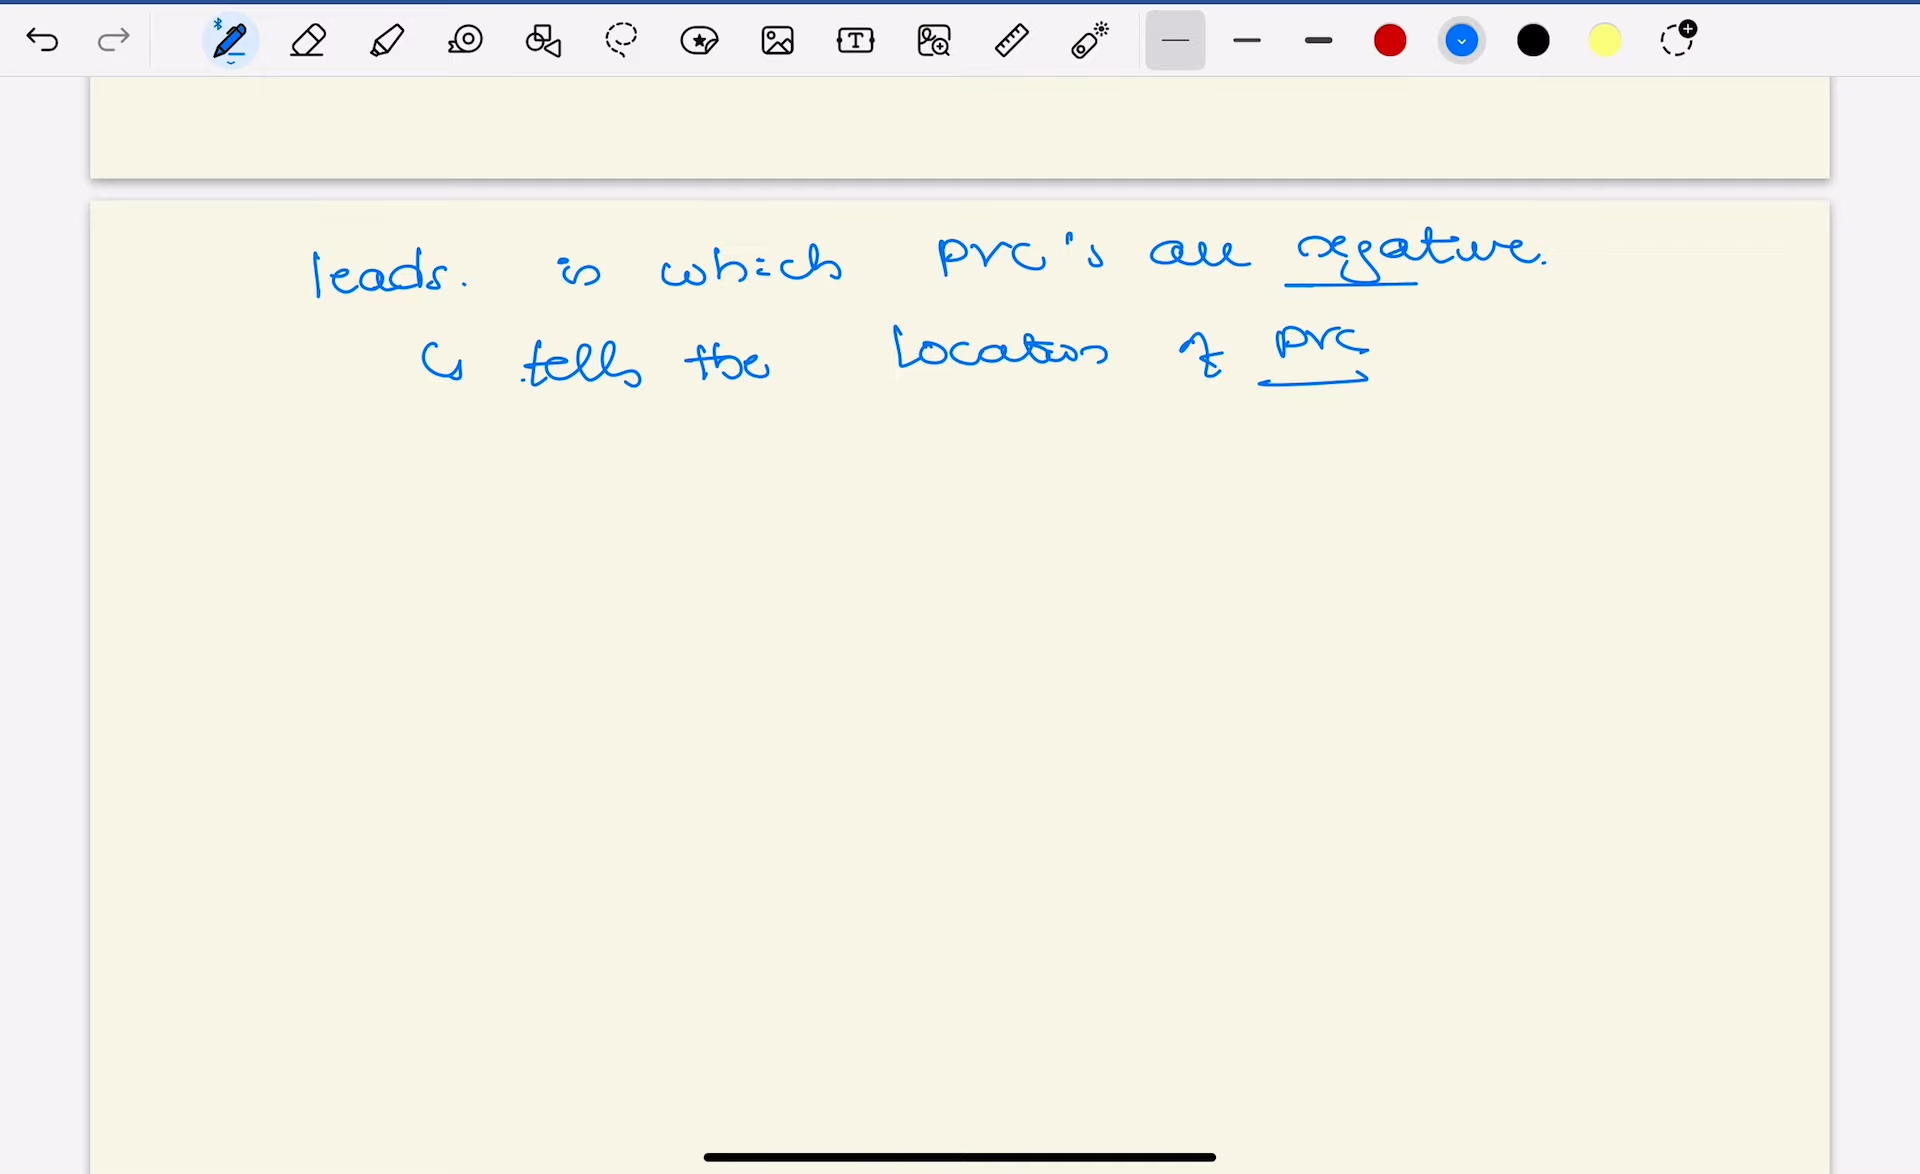 leads. in which PVC's are negative.
↳ tells the location of PVC